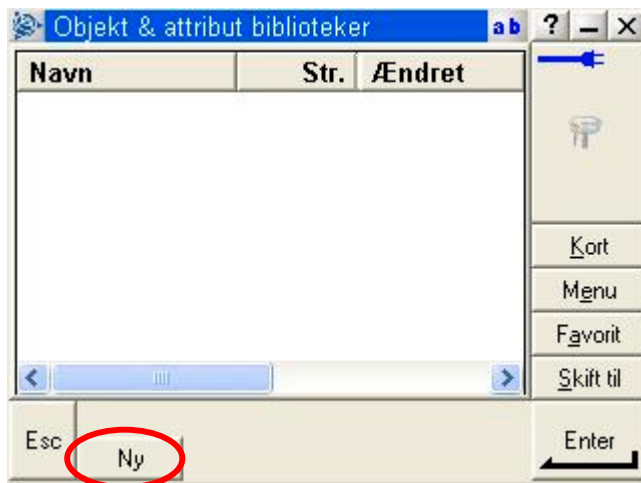 Objekt & attribut biblioteker ab ? _ X
Navn Str. Ændret
Kort
Menu
Favorit
Skift til
Esc Ny Enter